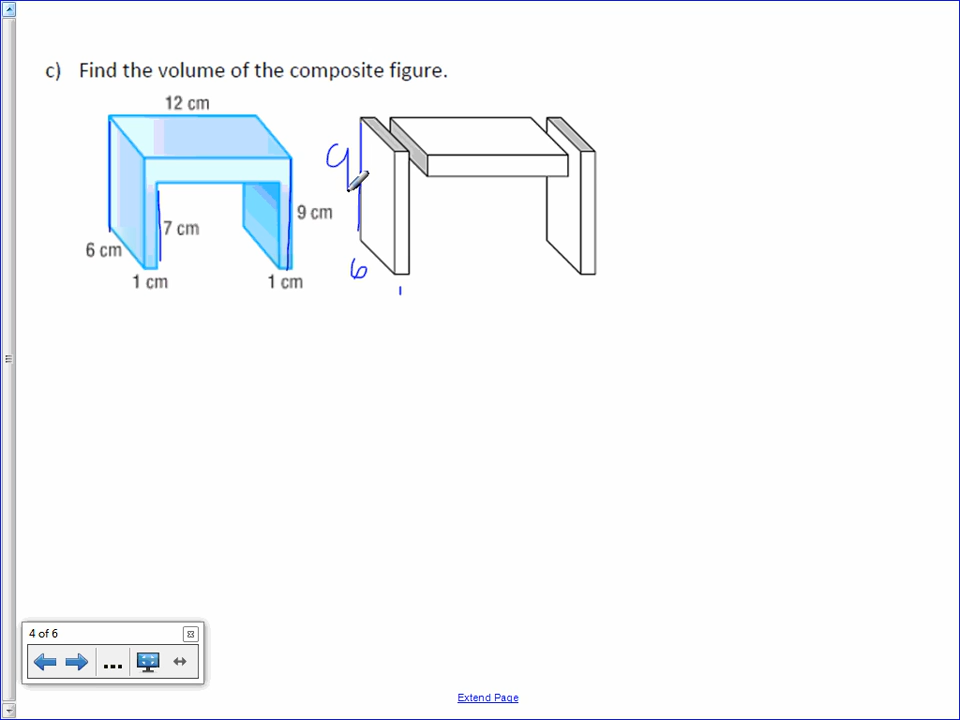 c) Find the volume of the composite figure.
12 cm
9
9 cm
7 cm
6 cm
6
1 cm
1 cm
1
4 of 6
...
Extend Page